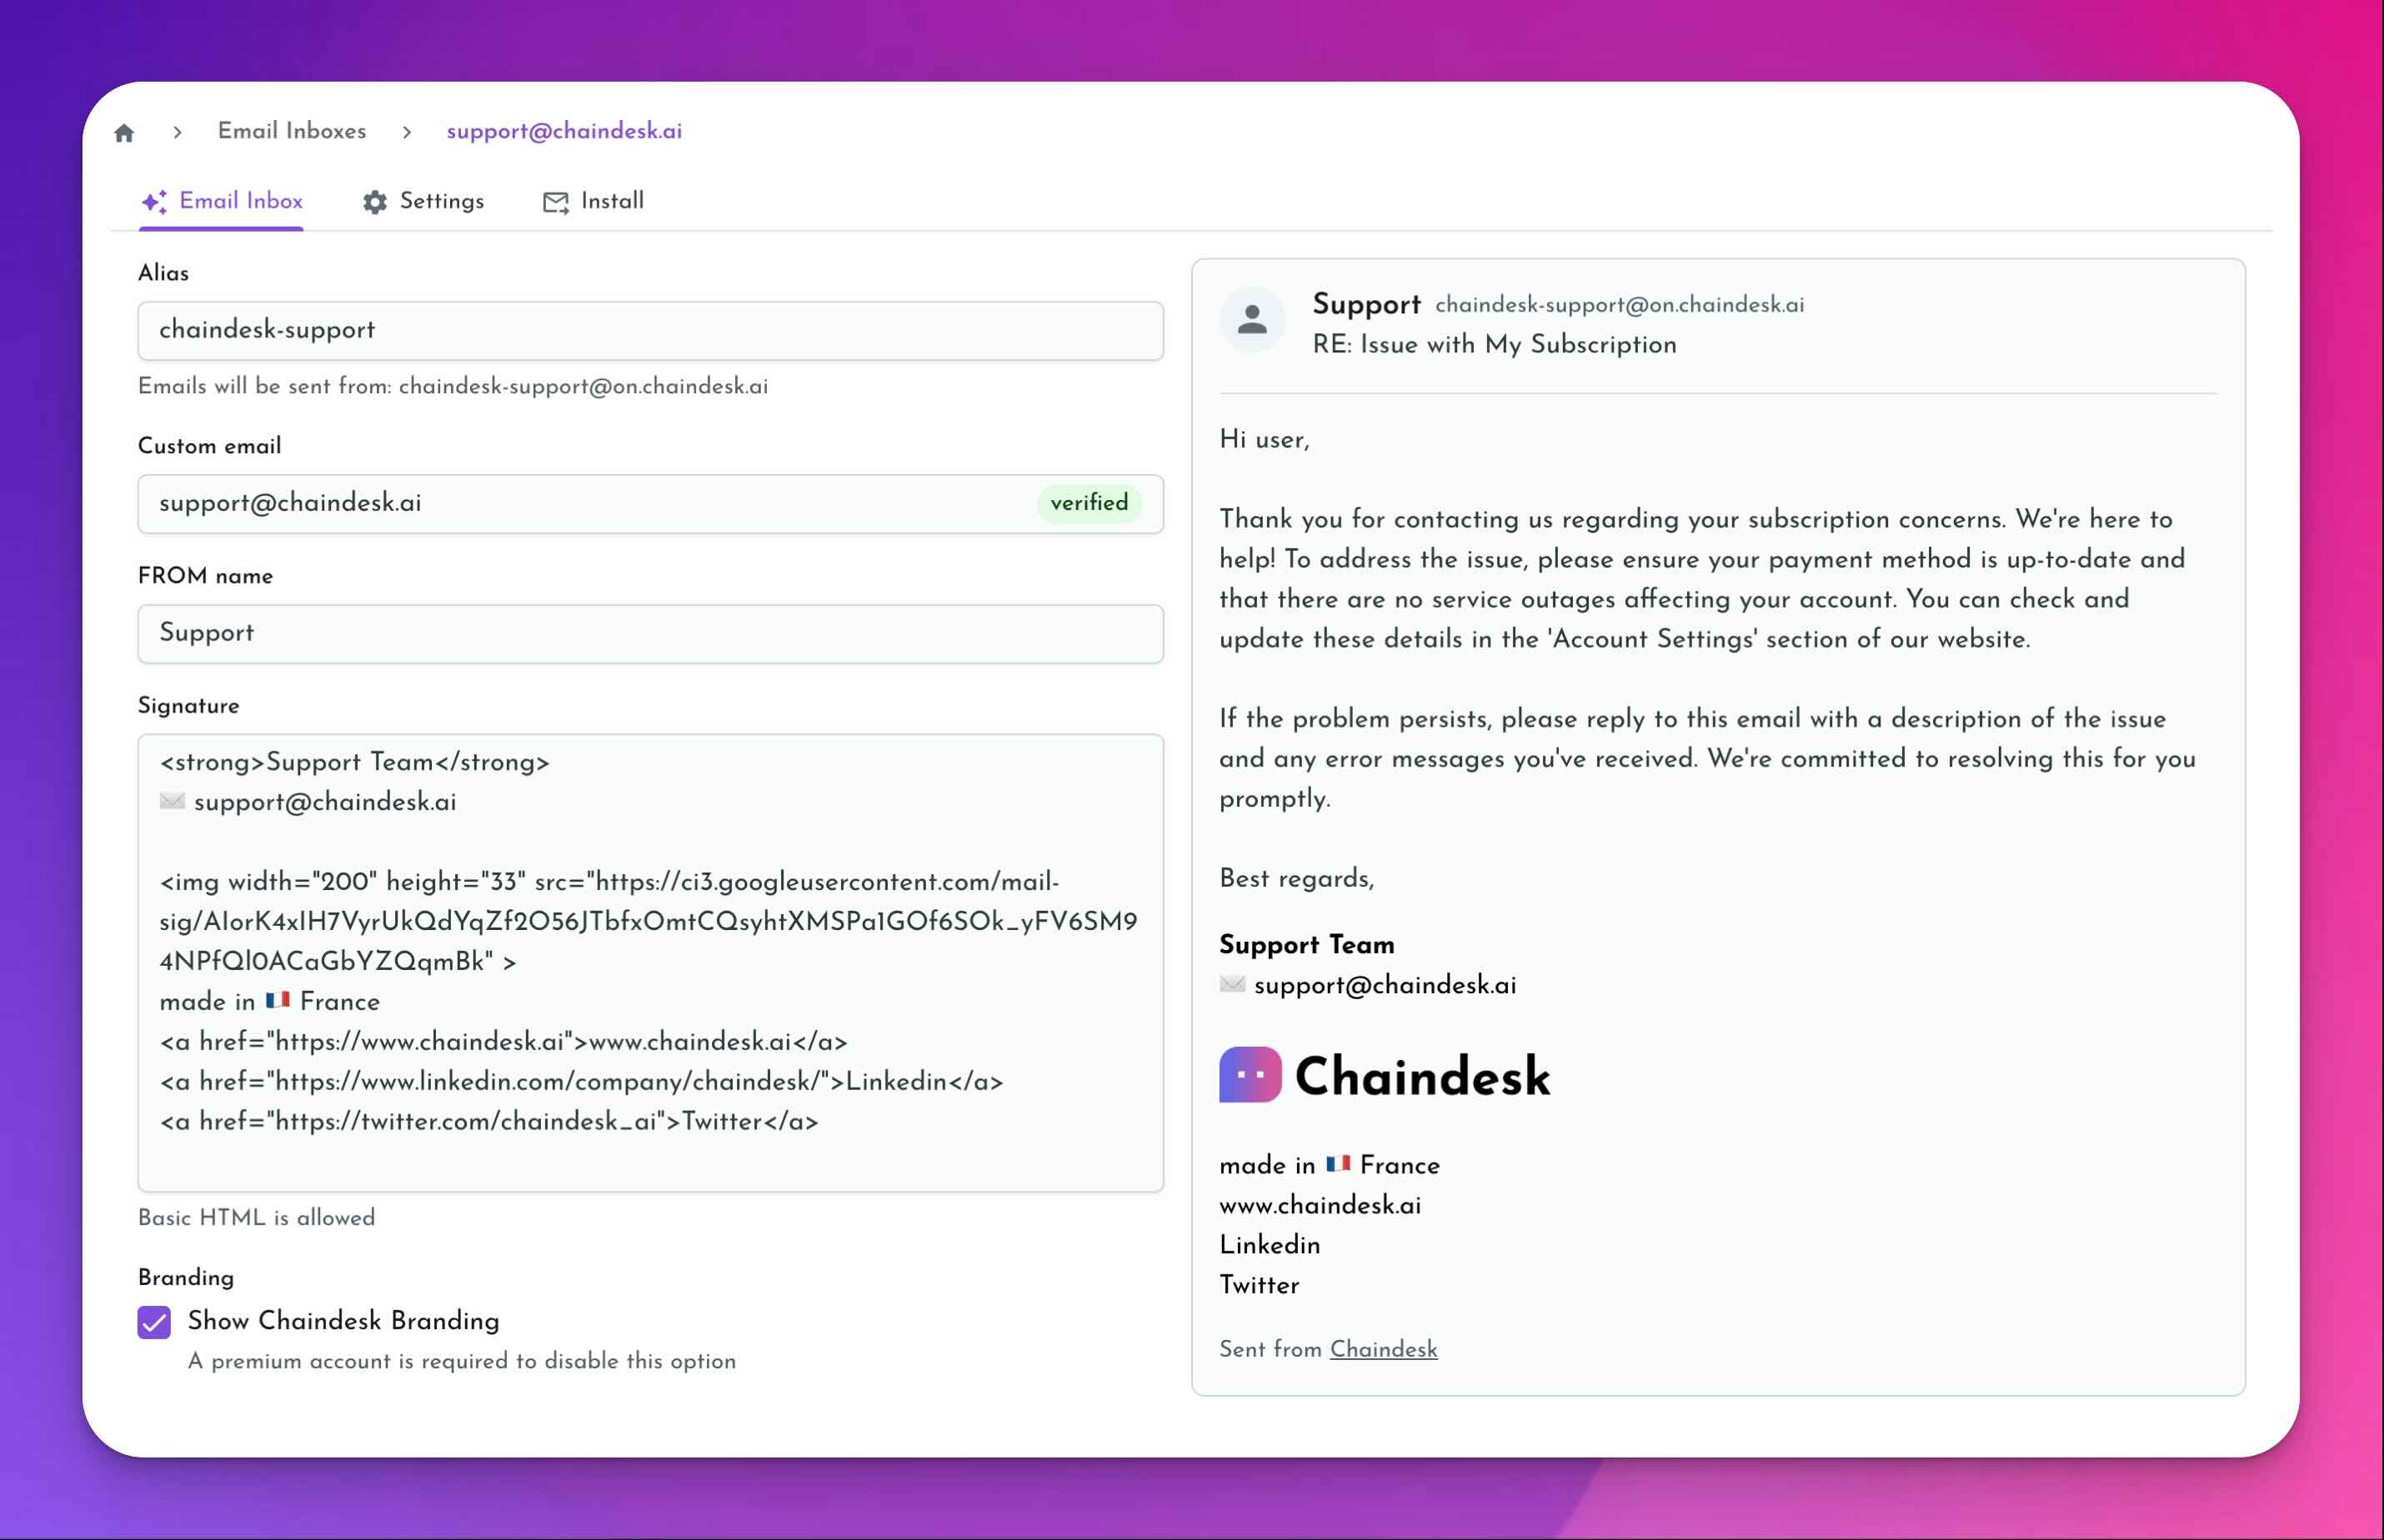 Email Inboxes
support@chaindesk.ai
Email Inbox
Settings
Install
Alias
chaindesk-support
Emails will be sent from: chaindesk-support@on.chaindesk.ai
Custom email
support@chaindesk.ai
verified
FROM name
Support
Signature
<strong>Support Team</strong>
✉️ support@chaindesk.ai
<img width="200" height="33" src="https://ci3.googleusercontent.com/mail-
sig/AIorK4xIH7VyrUkQdYqZf2O56JTbfxOmtCQsyhtXMSPa1GOf6SOk_yFV6SM9
4NPfQl0ACaGbYZQqmBk" >
made in 🇫🇷 France
<a href="https://www.chaindesk.ai">www.chaindesk.ai</a>
<a href="https://www.linkedin.com/company/chaindesk/">Linkedin</a>
<a href="https://twitter.com/chaindesk_ai">Twitter</a>
Basic HTML is allowed
Branding
Show Chaindesk Branding
A premium account is required to disable this option
Support chaindesk-support@on.chaindesk.ai
RE: Issue with My Subscription
Hi user,
Thank you for contacting us regarding your subscription concerns. We're here to
help! To address the issue, please ensure your payment method is up-to-date and
that there are no service outages affecting your account. You can check and
update these details in the 'Account Settings' section of our website.
If the problem persists, please reply to this email with a description of the issue
and any error messages you've received. We're committed to resolving this for you
promptly.
Best regards,
Support Team
✉️ support@chaindesk.ai
Chaindesk
made in 🇫🇷 France
www.chaindesk.ai
Linkedin
Twitter
Sent from Chaindesk